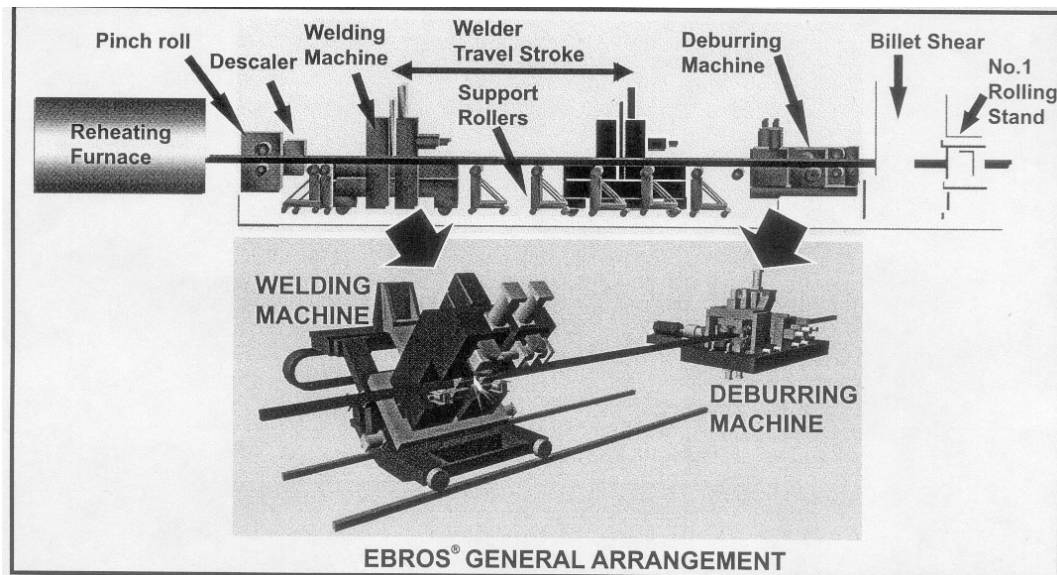 Pinch roll
Descaler
Welding
Machine
Welder
Travel Stroke
Support
Rollers
Deburring
Machine
Billet Shear
No.1
Rolling
Stand
Reheating
Furnace
WELDING
MACHINE
DEBURRING
MACHINE
EBROS® GENERAL ARRANGEMENT